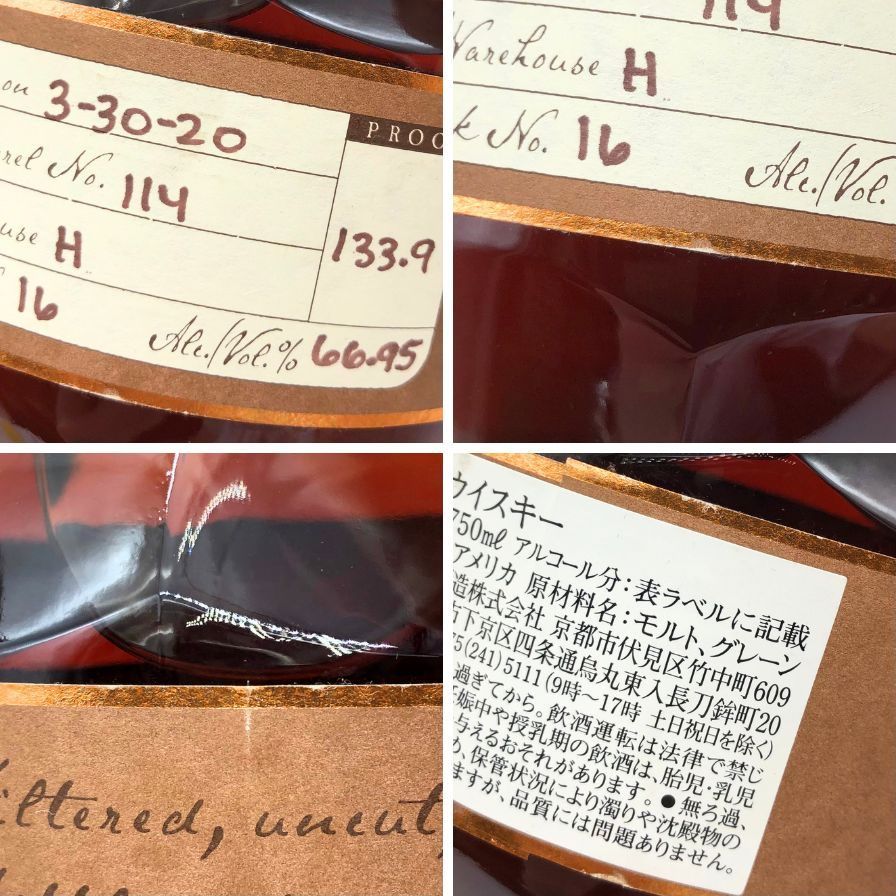 on 3-30-20
PROO
rel No. 114
use H
133.9
16
Alc./Vol.% 66.95
114
Warehouse H
k No. 16
Alc./Vol.
iltered, uncut,
ウイスキー
750mℓ アルコール分：表ラベルに記載
アメリカ 原材料名：モルト、グレーン
造株式会社 京都市伏見区竹中町609
下京区四条通烏丸東入長刀鉾町20
75(241)5111(9時～17時 土日祝日を除く)
過ぎてから。飲酒運転は法律で禁じ
妊娠中や授乳期の飲酒は、胎児・乳児
与えるおそれがあります。●無ろ過、
め、保管状況により濁りや沈殿物の
ますが、品質には問題ありません。